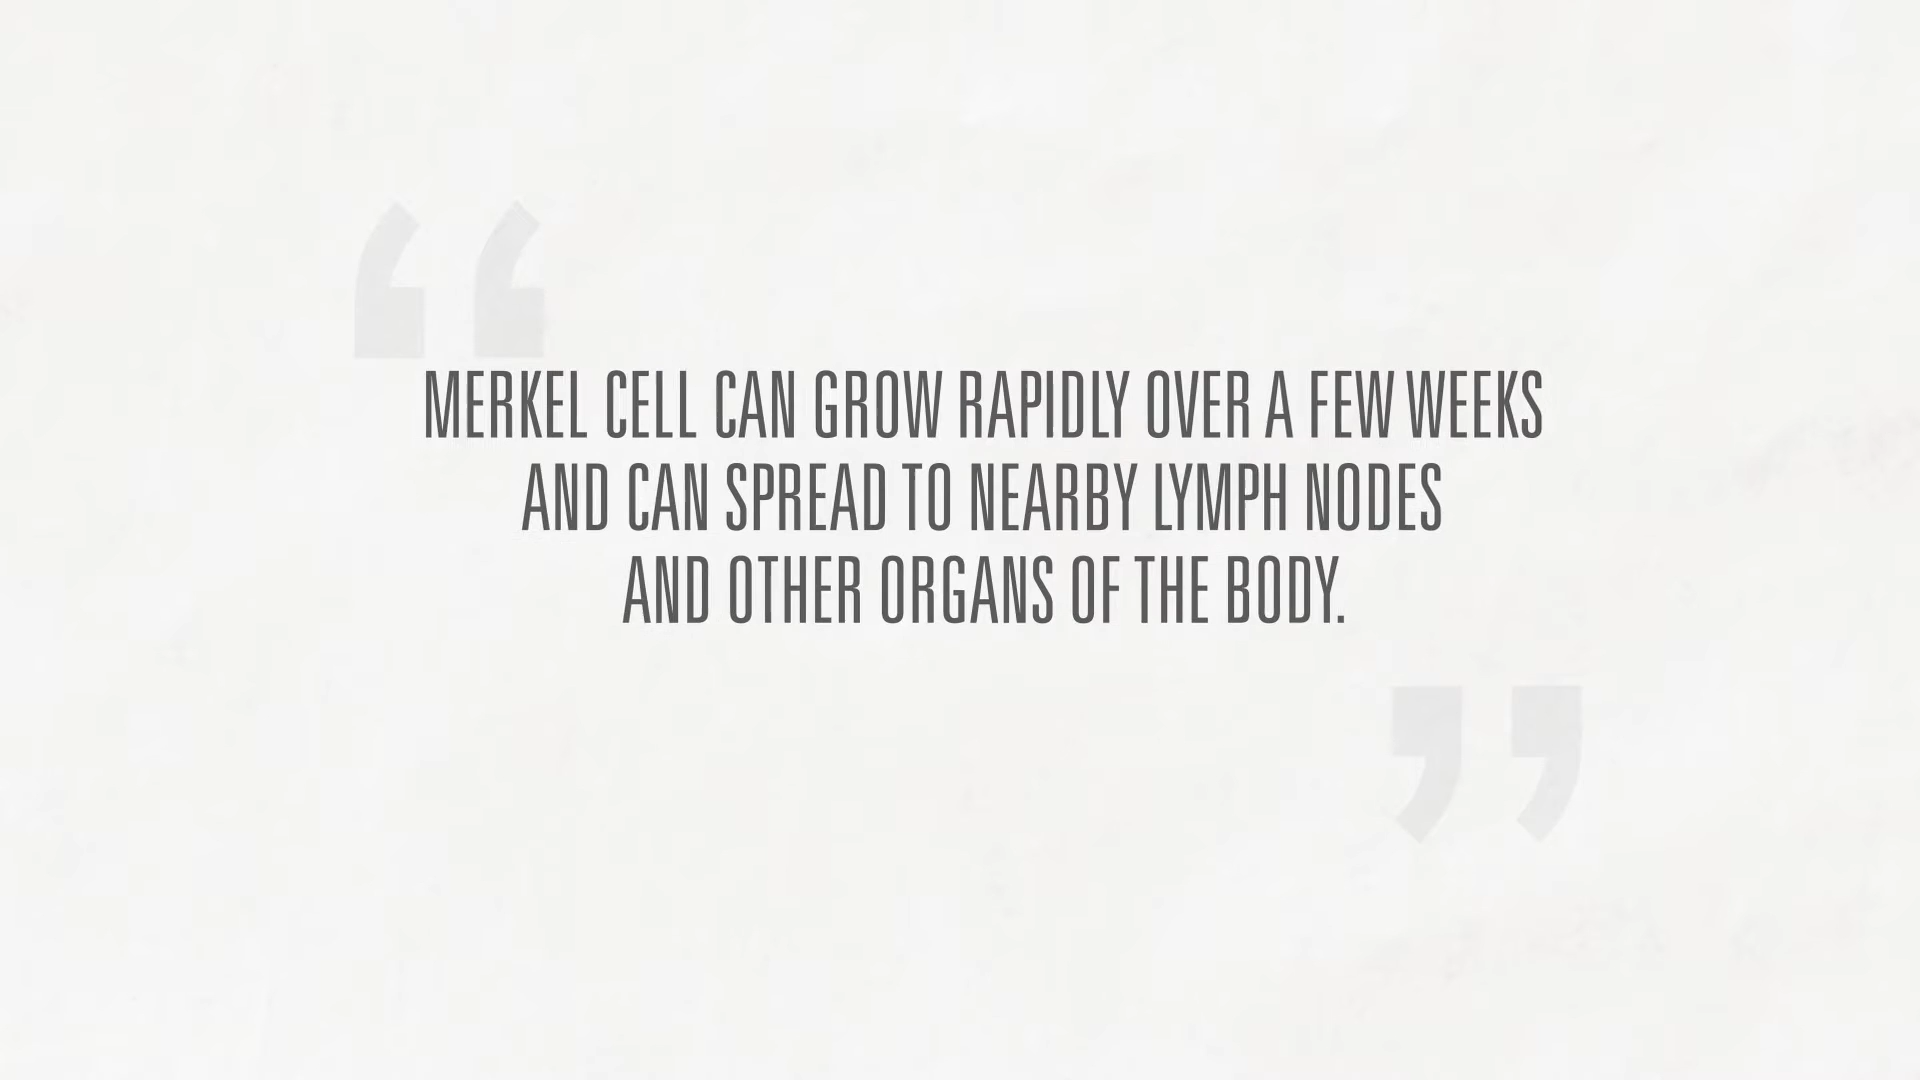 “
MERKEL CELL CAN GROW RAPIDLY OVER A FEW WEEKS
AND CAN SPREAD TO NEARBY LYMPH NODES
AND OTHER ORGANS OF THE BODY.
”